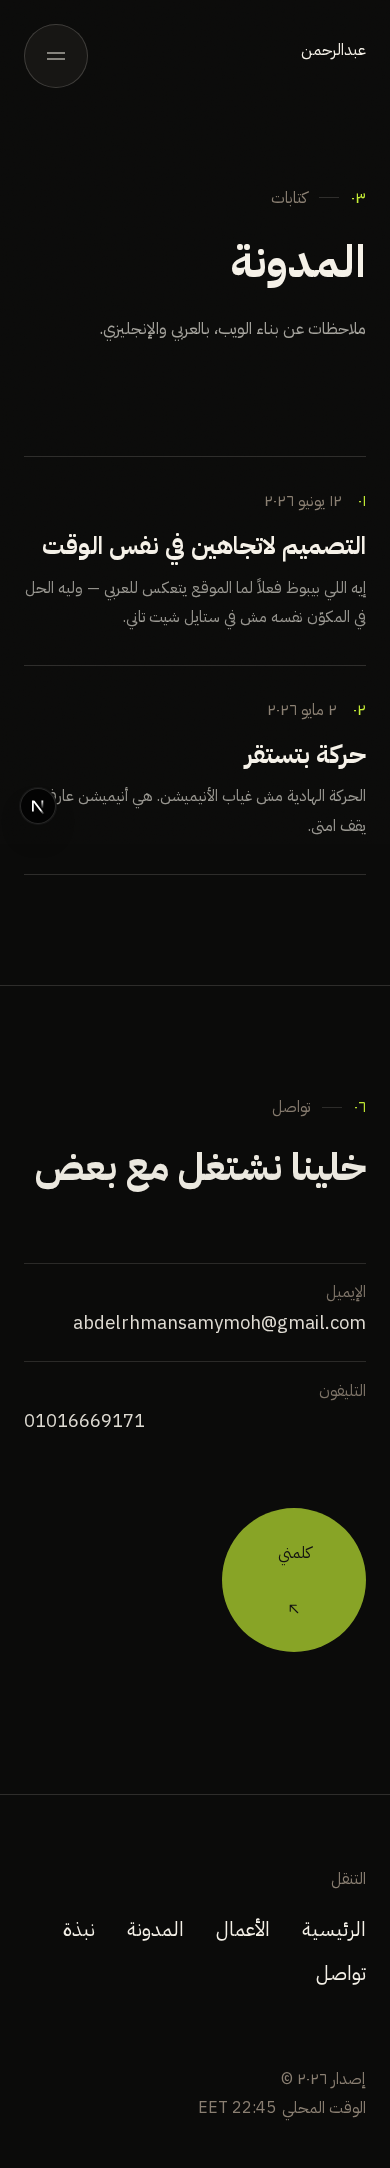 عبدالرحمن
٠٣ — كتابات
المدونة
ملاحظات عن بناء الويب، بالعربي والإنجليزي.
٠١ ١٢ يونيو ٢٠٢٦
التصميم لاتجاهين في نفس الوقت
إيه اللي بيبوظ فعلاً لما الموقع يتعكس للعربي — وليه الحل
في المكوّن نفسه مش في ستايل شيت تاني.
٠٢ ٢ مايو ٢٠٢٦
حركة بتستقر
الحركة الهادية مش غياب الأنيميشن. هي أنيميشن
يقف امتى.
٠٦ — تواصل
خلينا نشتغل مع بعض
الإيميل
abdelrhmansamymoh@gmail.com
التليفون
01016669171
كلمني
↖
التنقل
الرئيسية الأعمال المدونة نبذة
تواصل
إصدار ٢٠٢٦ ©
الوقت المحلي 22:45 EET
N